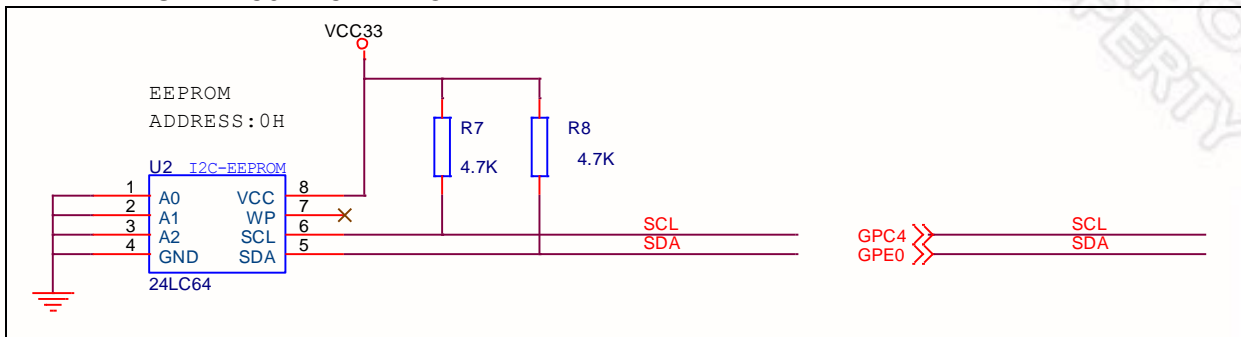 VCC33
EEPROM
ADDRESS:0H
U2 I2C-EEPROM
R7
4.7K
R8
4.7K
1 A0 VCC 8
2 A1 WP 7
3 A2 SCL 6
4 GND SDA 5
24LC64
SCL
SDA
GPC4 SCL
GPE0 SDA